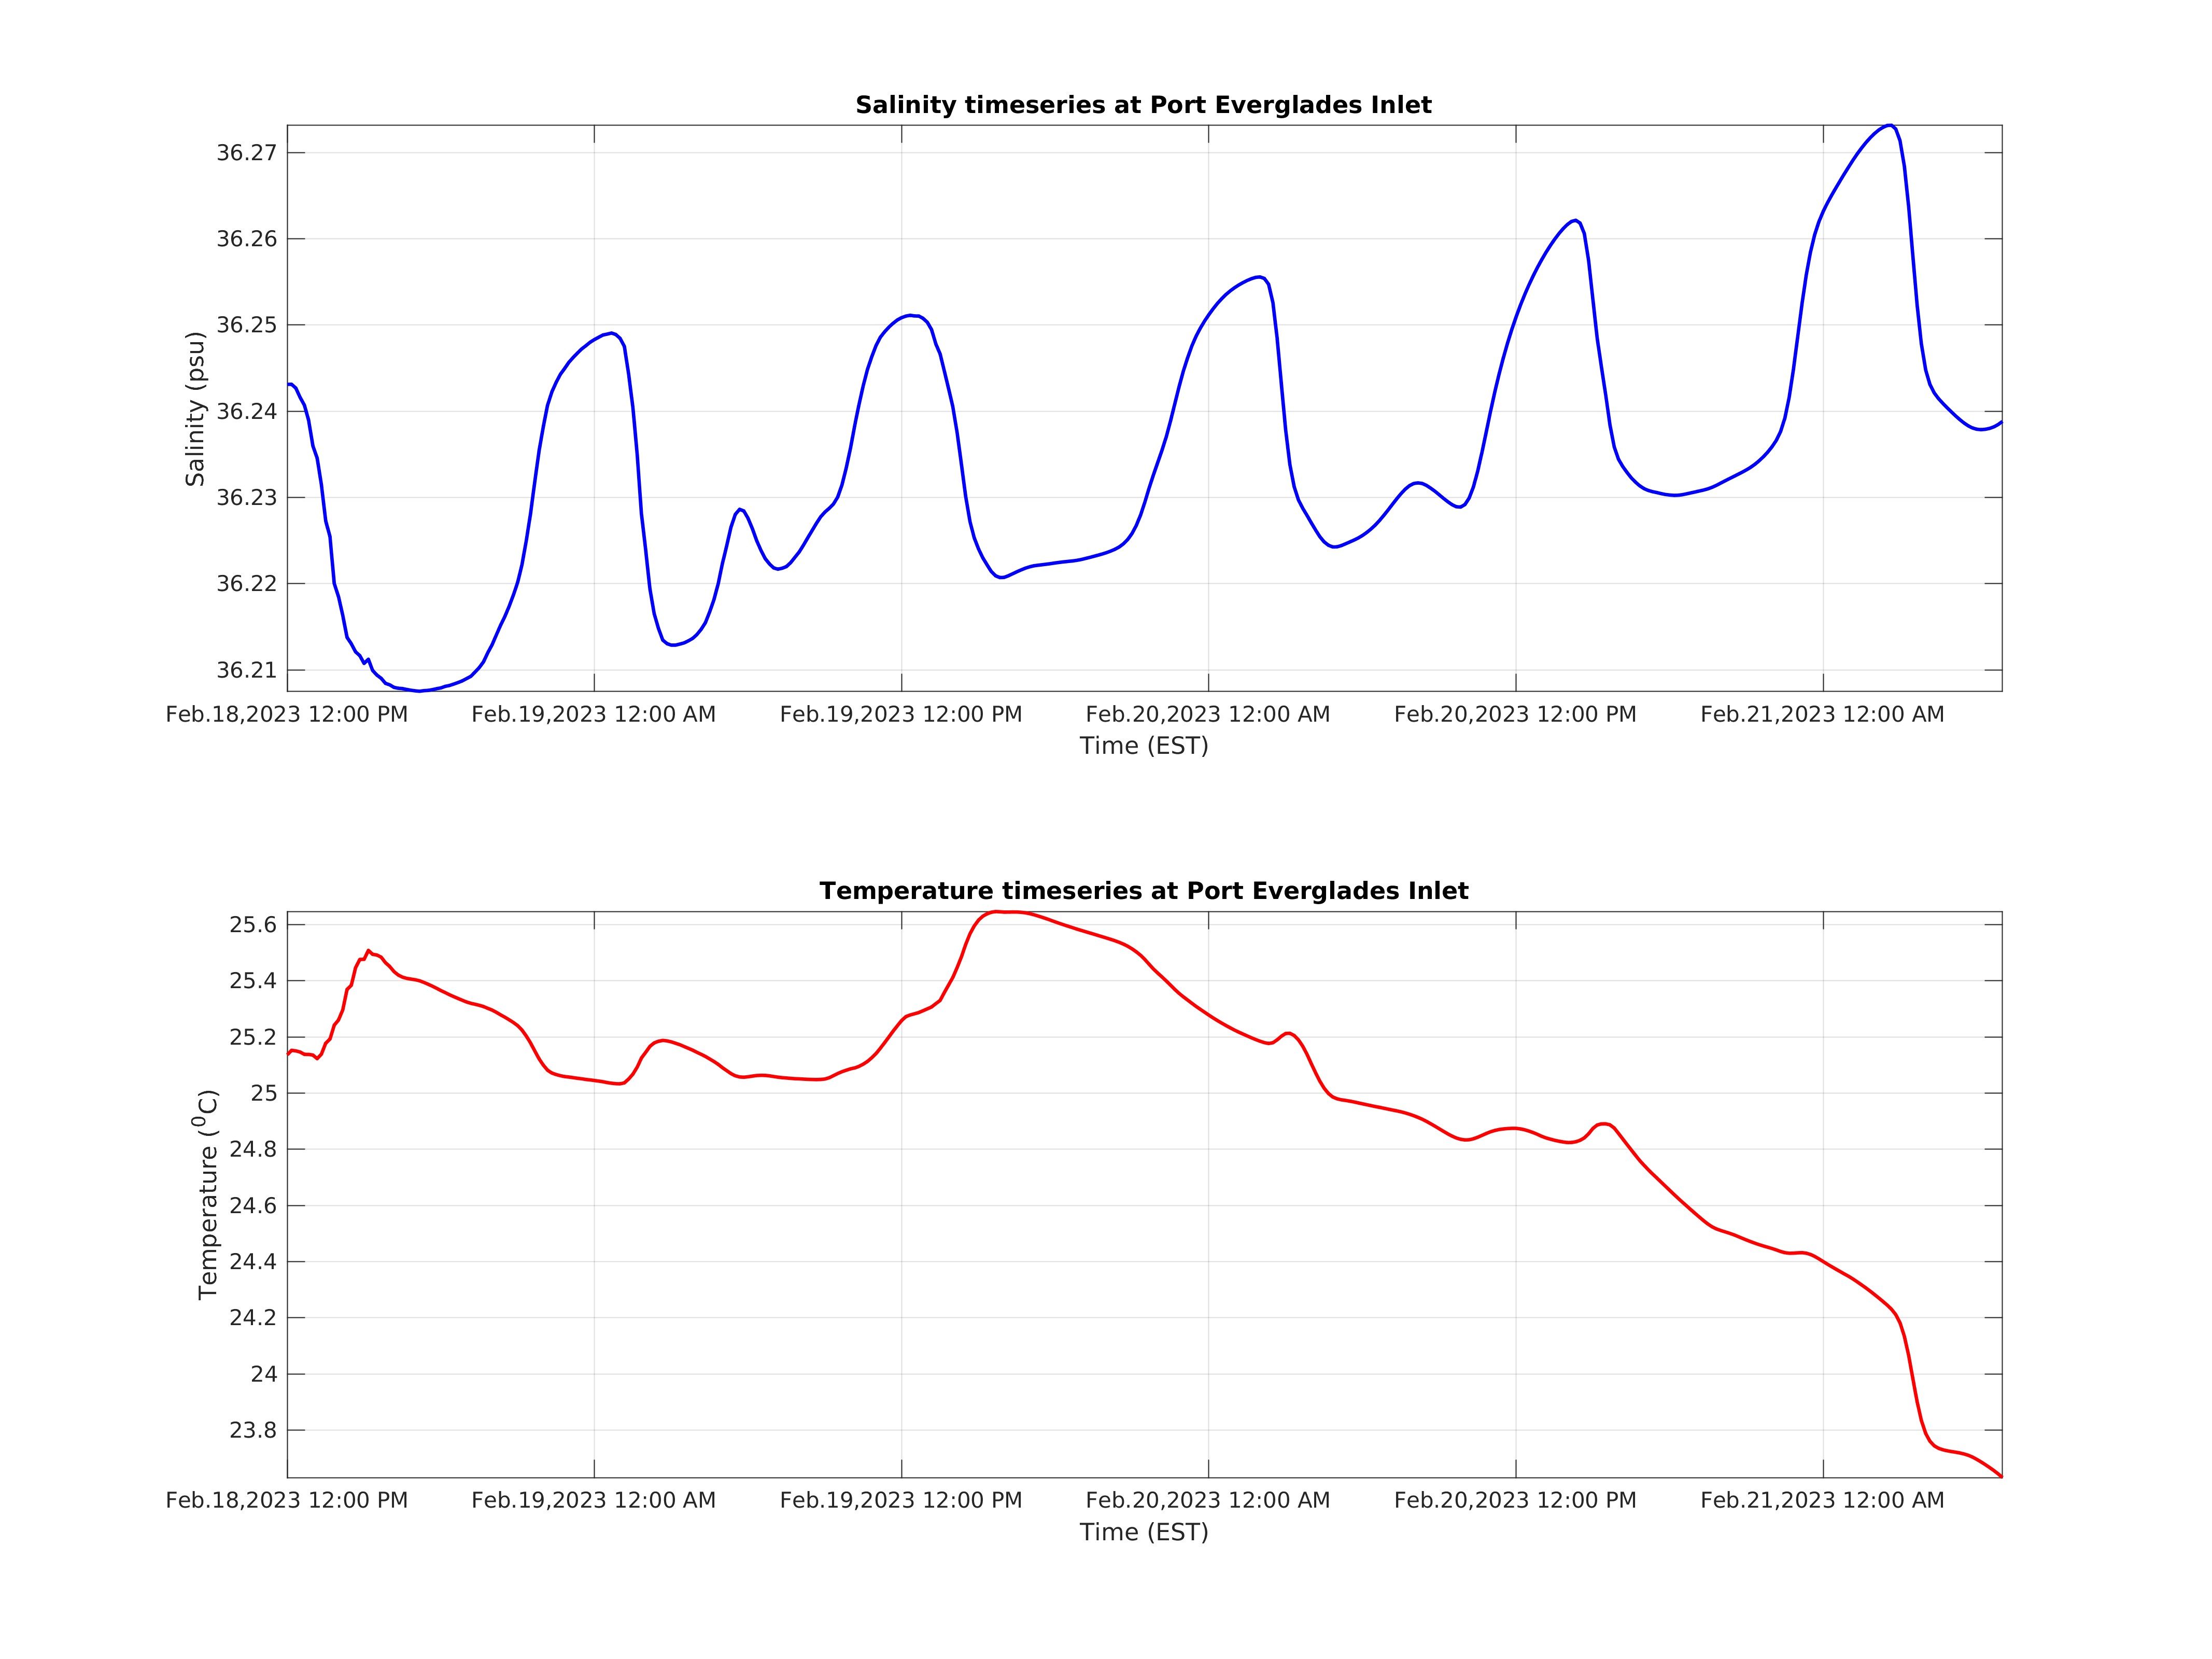 Salinity timeseries at Port Everglades Inlet
36.27
36.26
36.25
36.24
36.23
36.22
36.21
Salinity (psu)
Feb.18,2023 12:00 PM Feb.19,2023 12:00 AM Feb.19,2023 12:00 PM Feb.20,2023 12:00 AM Feb.20,2023 12:00 PM Feb.21,2023 12:00 AM
Time (EST)
Temperature timeseries at Port Everglades Inlet
25.6
25.4
25.2
25
24.8
24.6
24.4
24.2
24
23.8
Temperature (⁰C)
Feb.18,2023 12:00 PM Feb.19,2023 12:00 AM Feb.19,2023 12:00 PM Feb.20,2023 12:00 AM Feb.20,2023 12:00 PM Feb.21,2023 12:00 AM
Time (EST)